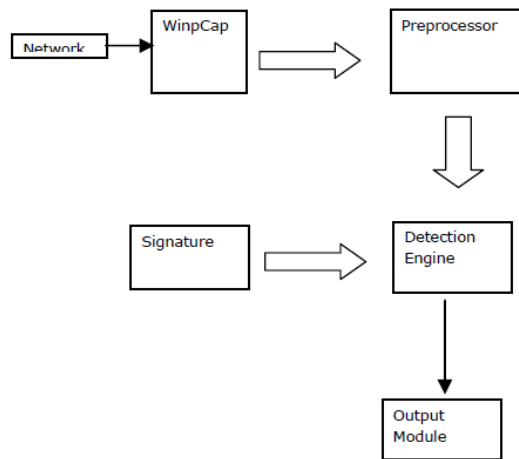 WinpCap
Preprocessor
Network
Signature
Detection
Engine
Output
Module